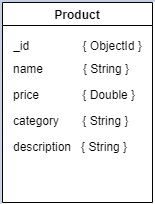 Product
_id { ObjectId }
name { String }
price { Double }
category { String }
description { String }